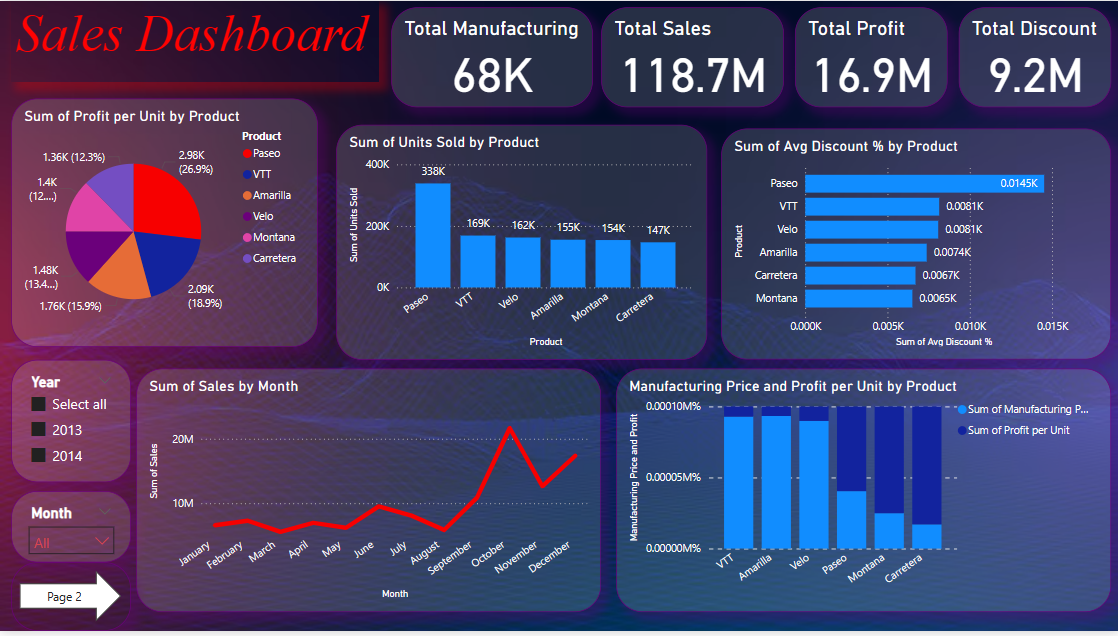 Sales Dashboard
Total Manufacturing
68K
Total Sales
118.7M
Total Profit
16.9M
Total Discount
9.2M
Sum of Profit per Unit by Product
1.36K (12.3%)
2.98K
(26.9%)
1.4K
(12....)
1.48K
(13.4...)
1.76K (15.9%)
2.09K
(18.9%)
Product
Paseo
VTT
Amarilla
Velo
Montana
Carretera
Sum of Units Sold by Product
Sum of Units Sold
400K
200K
0K
338K
169K
162K
155K
154K
147K
Paseo
VTT
Velo
Amarilla
Montana
Carretera
Product
Sum of Avg Discount % by Product
Product
Paseo
0.0145K
VTT
0.0081K
Velo
0.0081K
Amarilla
0.0074K
Carretera
0.0067K
Montana
0.0065K
0.000K
0.005K
0.010K
0.015K
Sum of Avg Discount %
Year
Select all
2013
2014
Month
All
Page 2
Sum of Sales by Month
Sum of Sales
20M
10M
January
February
March
April
May
June
July
August
September
October
November
December
Month
Manufacturing Price and Profit per Unit by Product
Manufacturing Price and Profit
0.00010M%
0.00005M%
0.00000M%
VTT
Amarilla
Velo
Paseo
Montana
Carretera
Sum of Manufacturing P...
Sum of Profit per Unit